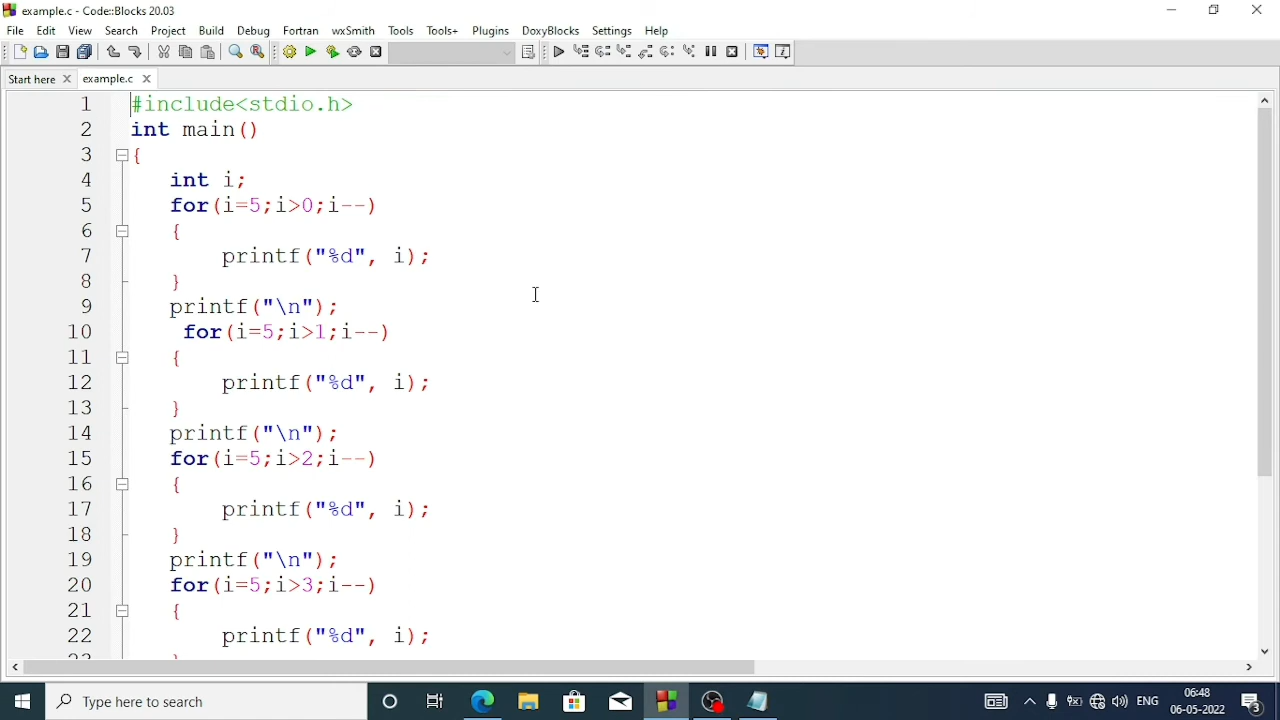 example.c - Code::Blocks 20.03
File Edit View Search Project Build Debug Fortran wxSmith Tools Tools+ Plugins DoxyBlocks Settings Help
Start here example.c
1 #include<stdio.h>
2 int main()
3 {
4 int i;
5 for(i=5;i>0;i--)
6 {
7 printf("%d", i);
8 }
9 printf("\n");
10 for(i=5;i>1;i--)
11 {
12 printf("%d", i);
13 }
14 printf("\n");
15 for(i=5;i>2;i--)
16 {
17 printf("%d", i);
18 }
19 printf("\n");
20 for(i=5;i>3;i--)
21 {
22 printf("%d", i);
23 }
Type here to search
ENG
06:48
06-05-2022
3